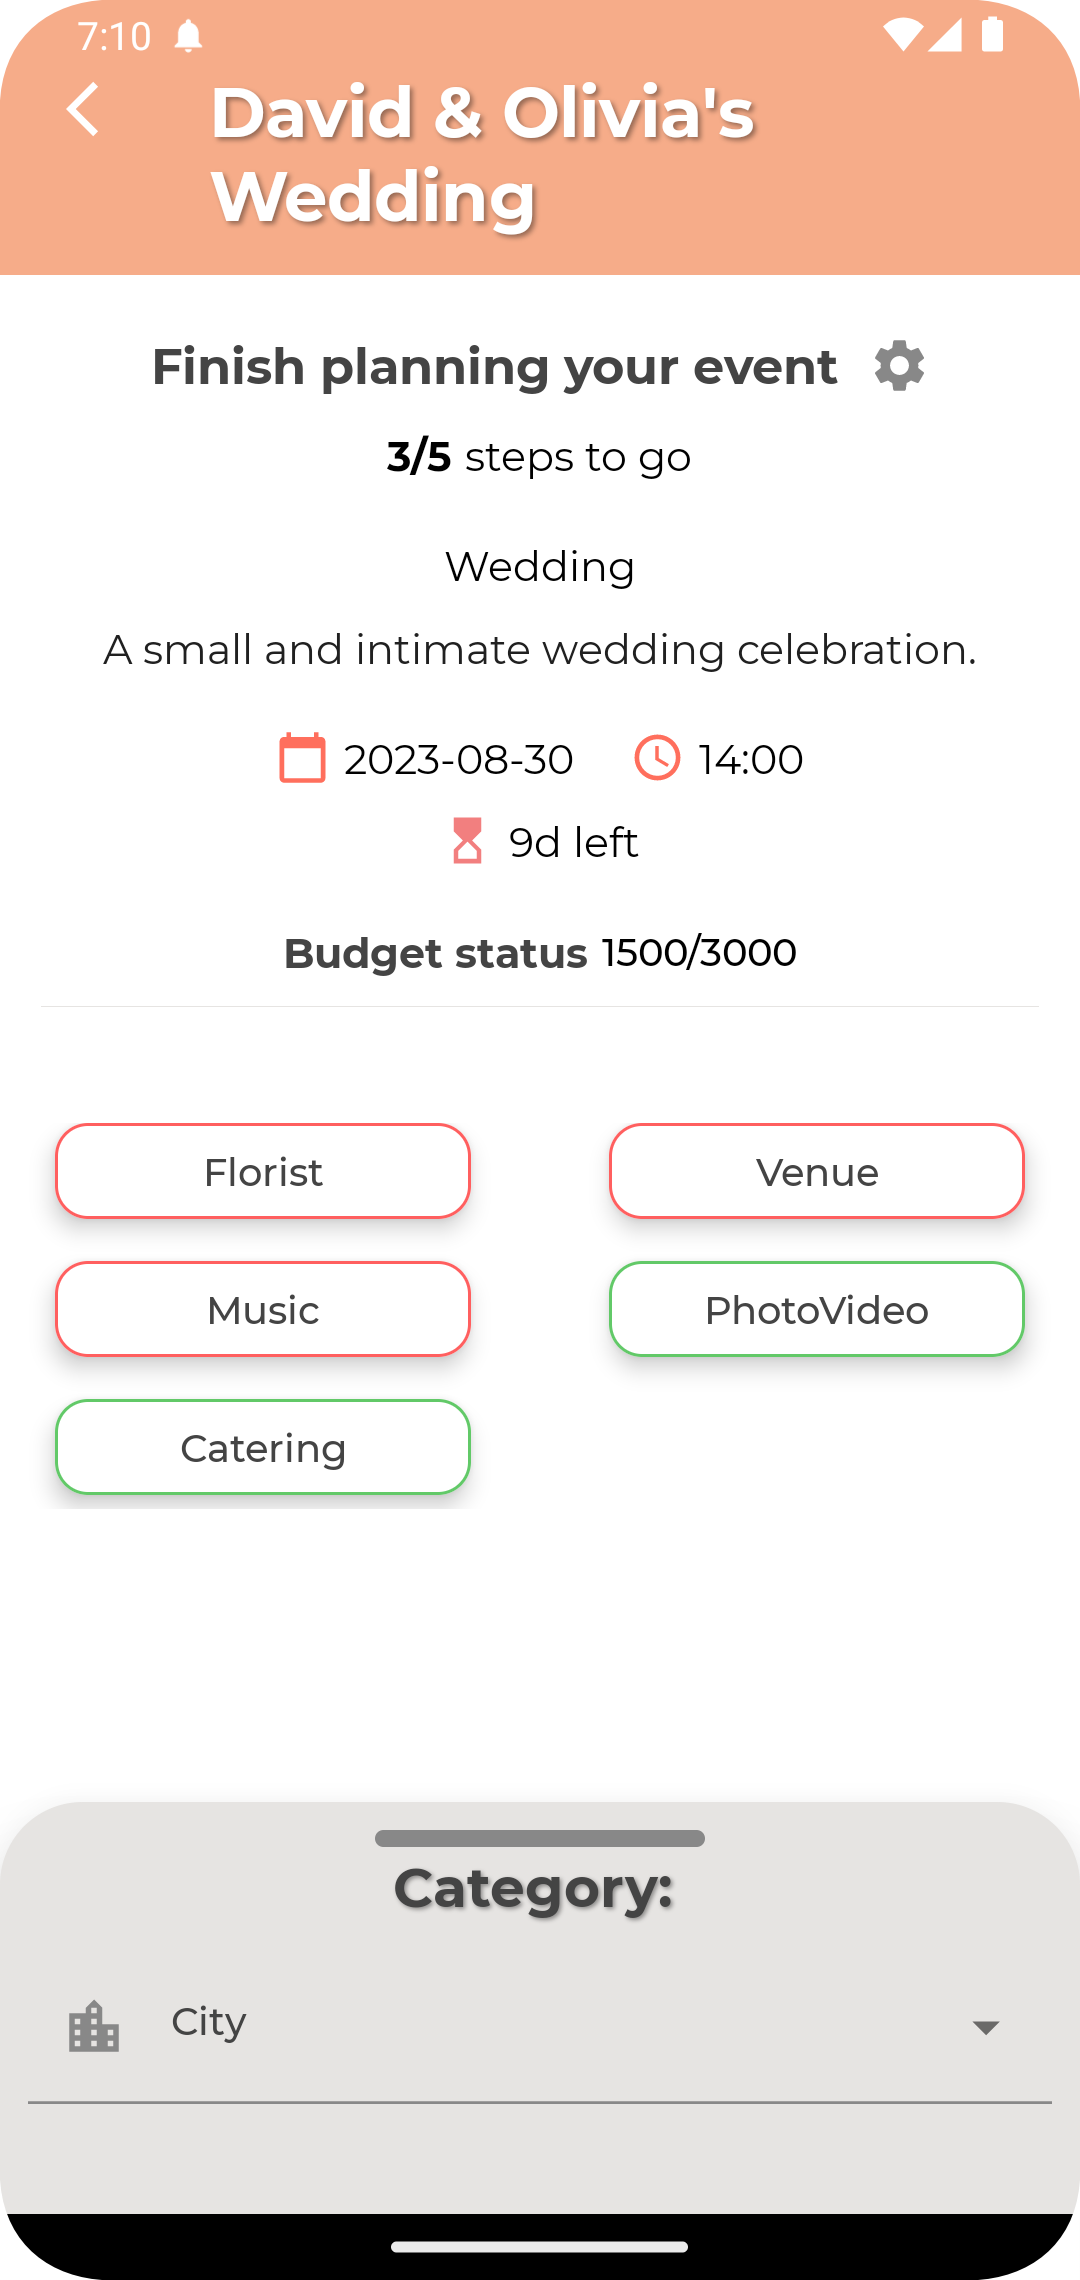 7:10
David & Olivia's
Wedding
Finish planning your event
3/5 steps to go
Wedding
A small and intimate wedding celebration.
2023-08-30 14:00
9d left
Budget status 1500/3000
Florist Venue
Music PhotoVideo
Catering
Category:
City